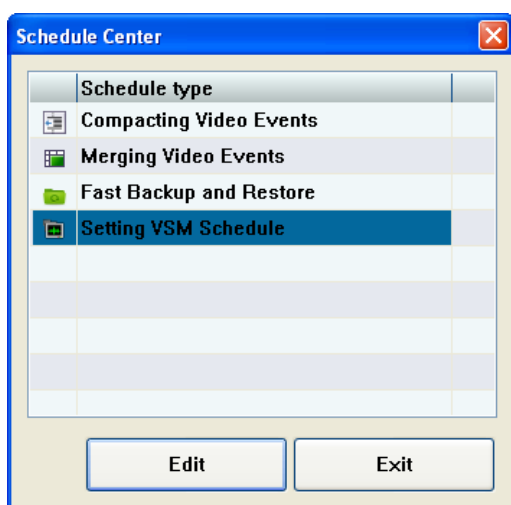 Schedule Center
Schedule type
Compacting Video Events
Merging Video Events
Fast Backup and Restore
Setting VSM Schedule
Edit Exit